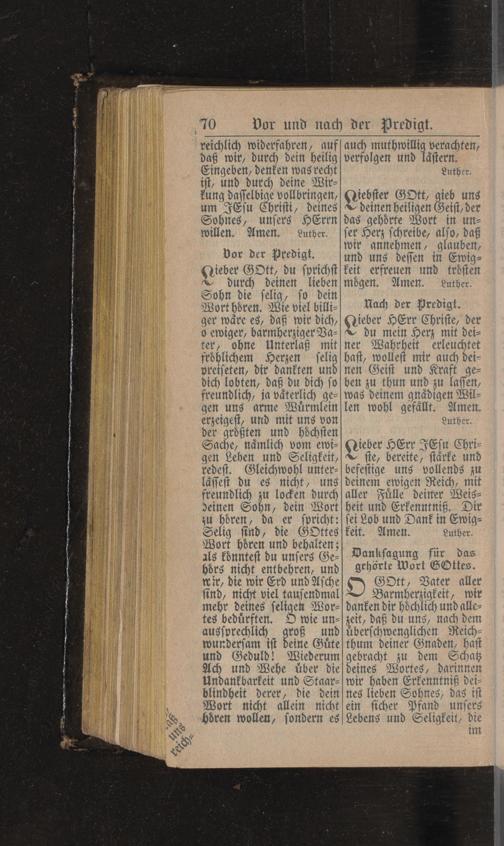 70 Vor und nach der Predigt.
reichlich widerfahren, auf
daß wir, durch dein heilig
Eingeben, denken was recht
ist, und durch deine Wir-
kung dasselbige vollbringen,
um JEsu Christi, deines
Sohnes, unsers HErrn
willen. Amen. Luther.
Vor der Predigt.
Lieber GOtt, du sprichst
durch deinen lieben
Sohn die selig, so dein
Wort hören. Wie viel billi-
ger wäre es, daß wir dich,
o ewiger, barmherziger Va-
ter, ohne Unterlaß mit
fröhlichem Herzen selig
preiseten, dir dankten und
dich lobten, daß du dich so
freundlich, ja väterlich ge-
gen uns arme Würmlein
erzeigest, und mit uns von
der größten und höchsten
Sache, nämlich vom ewi-
gen Leben und Seligkeit,
redest. Gleichwohl unter-
lässest du es nicht, uns
freundlich zu locken durch
deinen Sohn, dein Wort
zu hören, da er spricht:
Selig sind, die GOttes
Wort hören und behalten;
als könntest du unsers Ge-
hörs nicht entbehren, und
wir, die wir Erd und Asche
sind, nicht viel tausendmal
mehr deines seligen Wor-
tes bedürften. O wie un-
aussprechlich groß und
wundersam ist deine Güte
und Geduld! Wiederum
Ach und Wehe über die
Undankbarkeit und Staar-
blindheit derer, die dein
Wort nicht allein nicht
hören wollen, sondern es
auch muthwillig verachten,
verfolgen und lästern.
Luther.
Liebster GOtt, gieb uns
deinen heiligen Geist, der
das gehörte Wort in un-
ser Herz schreibe, also, daß
wir annehmen, glauben,
und uns dessen in Ewig-
keit erfreuen und trösten
mögen. Amen. Luther.
Nach der Predigt.
Lieber HErr Christe, der
du mein Herz mit dei-
ner Wahrheit erleuchtet
hast, wollest mir auch dei-
nen Geist und Kraft ge-
ben zu thun und zu lassen,
was deinem gnädigen Wil-
len wohl gefällt. Amen.
Luther.
Lieber HErr JEsu Chri-
ste, bereite, stärke und
befestige uns vollends zu
deinem ewigen Reich, mit
aller Fülle deiner Weis-
heit und Erkenntniß. Dir
sei Lob und Dank in Ewig-
keit. Amen. Luther.
Danksagung für das
gehörte Wort GOttes.
O GOtt, Vater aller
Barmherzigkeit, wir
danken dir höchlich und alle-
zeit, daß du uns, nach dem
überschwenglichen Reich-
thum deiner Gnaden, hast
gebracht zu dem Schatz
deines Wortes, darinnen
wir haben Erkenntniß dei-
nes lieben Sohnes, das ist
ein sicher Pfand unsers
Lebens und Seligkeit, die
im
uns
reich-